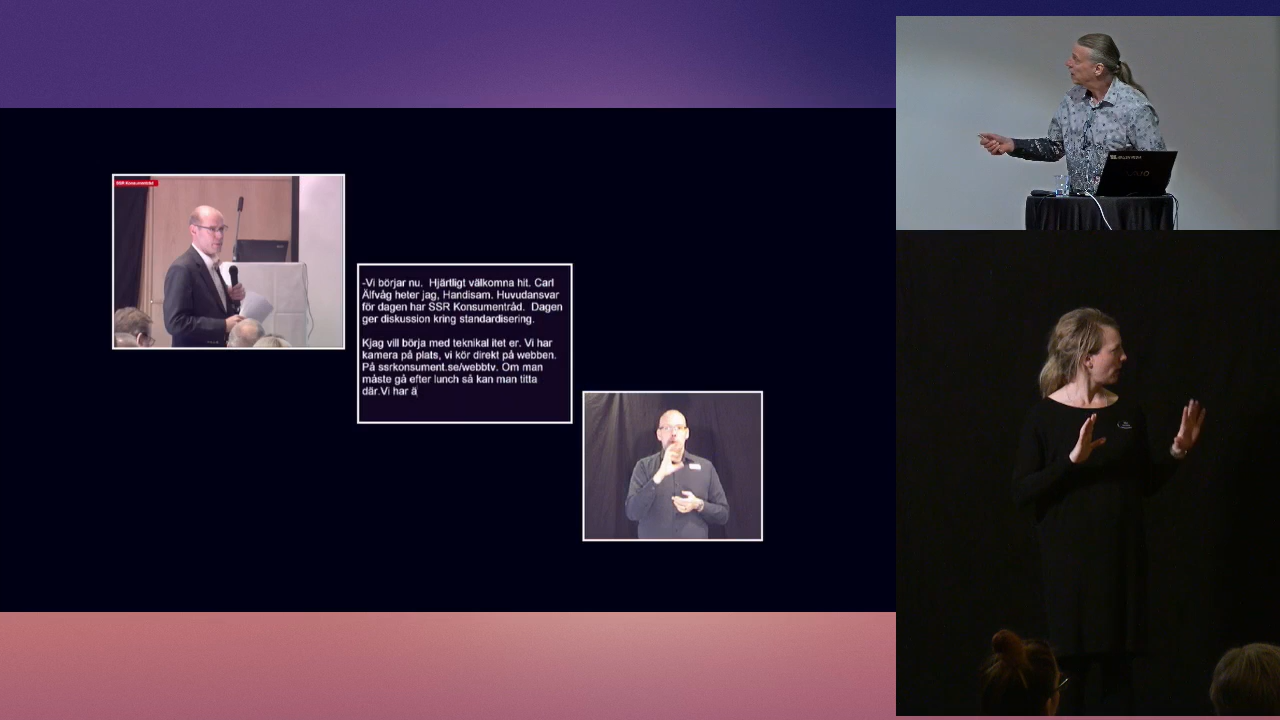 SSR Konsumentråd
-Vi börjar nu.  Hjärtligt välkomna hit. Carl
Älfvåg heter jag, Handisam. Huvudansvar
för dagen har SSR Konsumentråd.  Dagen
ger diskussion kring standardisering.
Kjag vill börja med teknikal itet er. Vi har
kamera på plats, vi kör direkt på webben.
På ssrkonsument.se/webbtv. Om man
måste gå efter lunch så kan man titta
där.Vi har ä